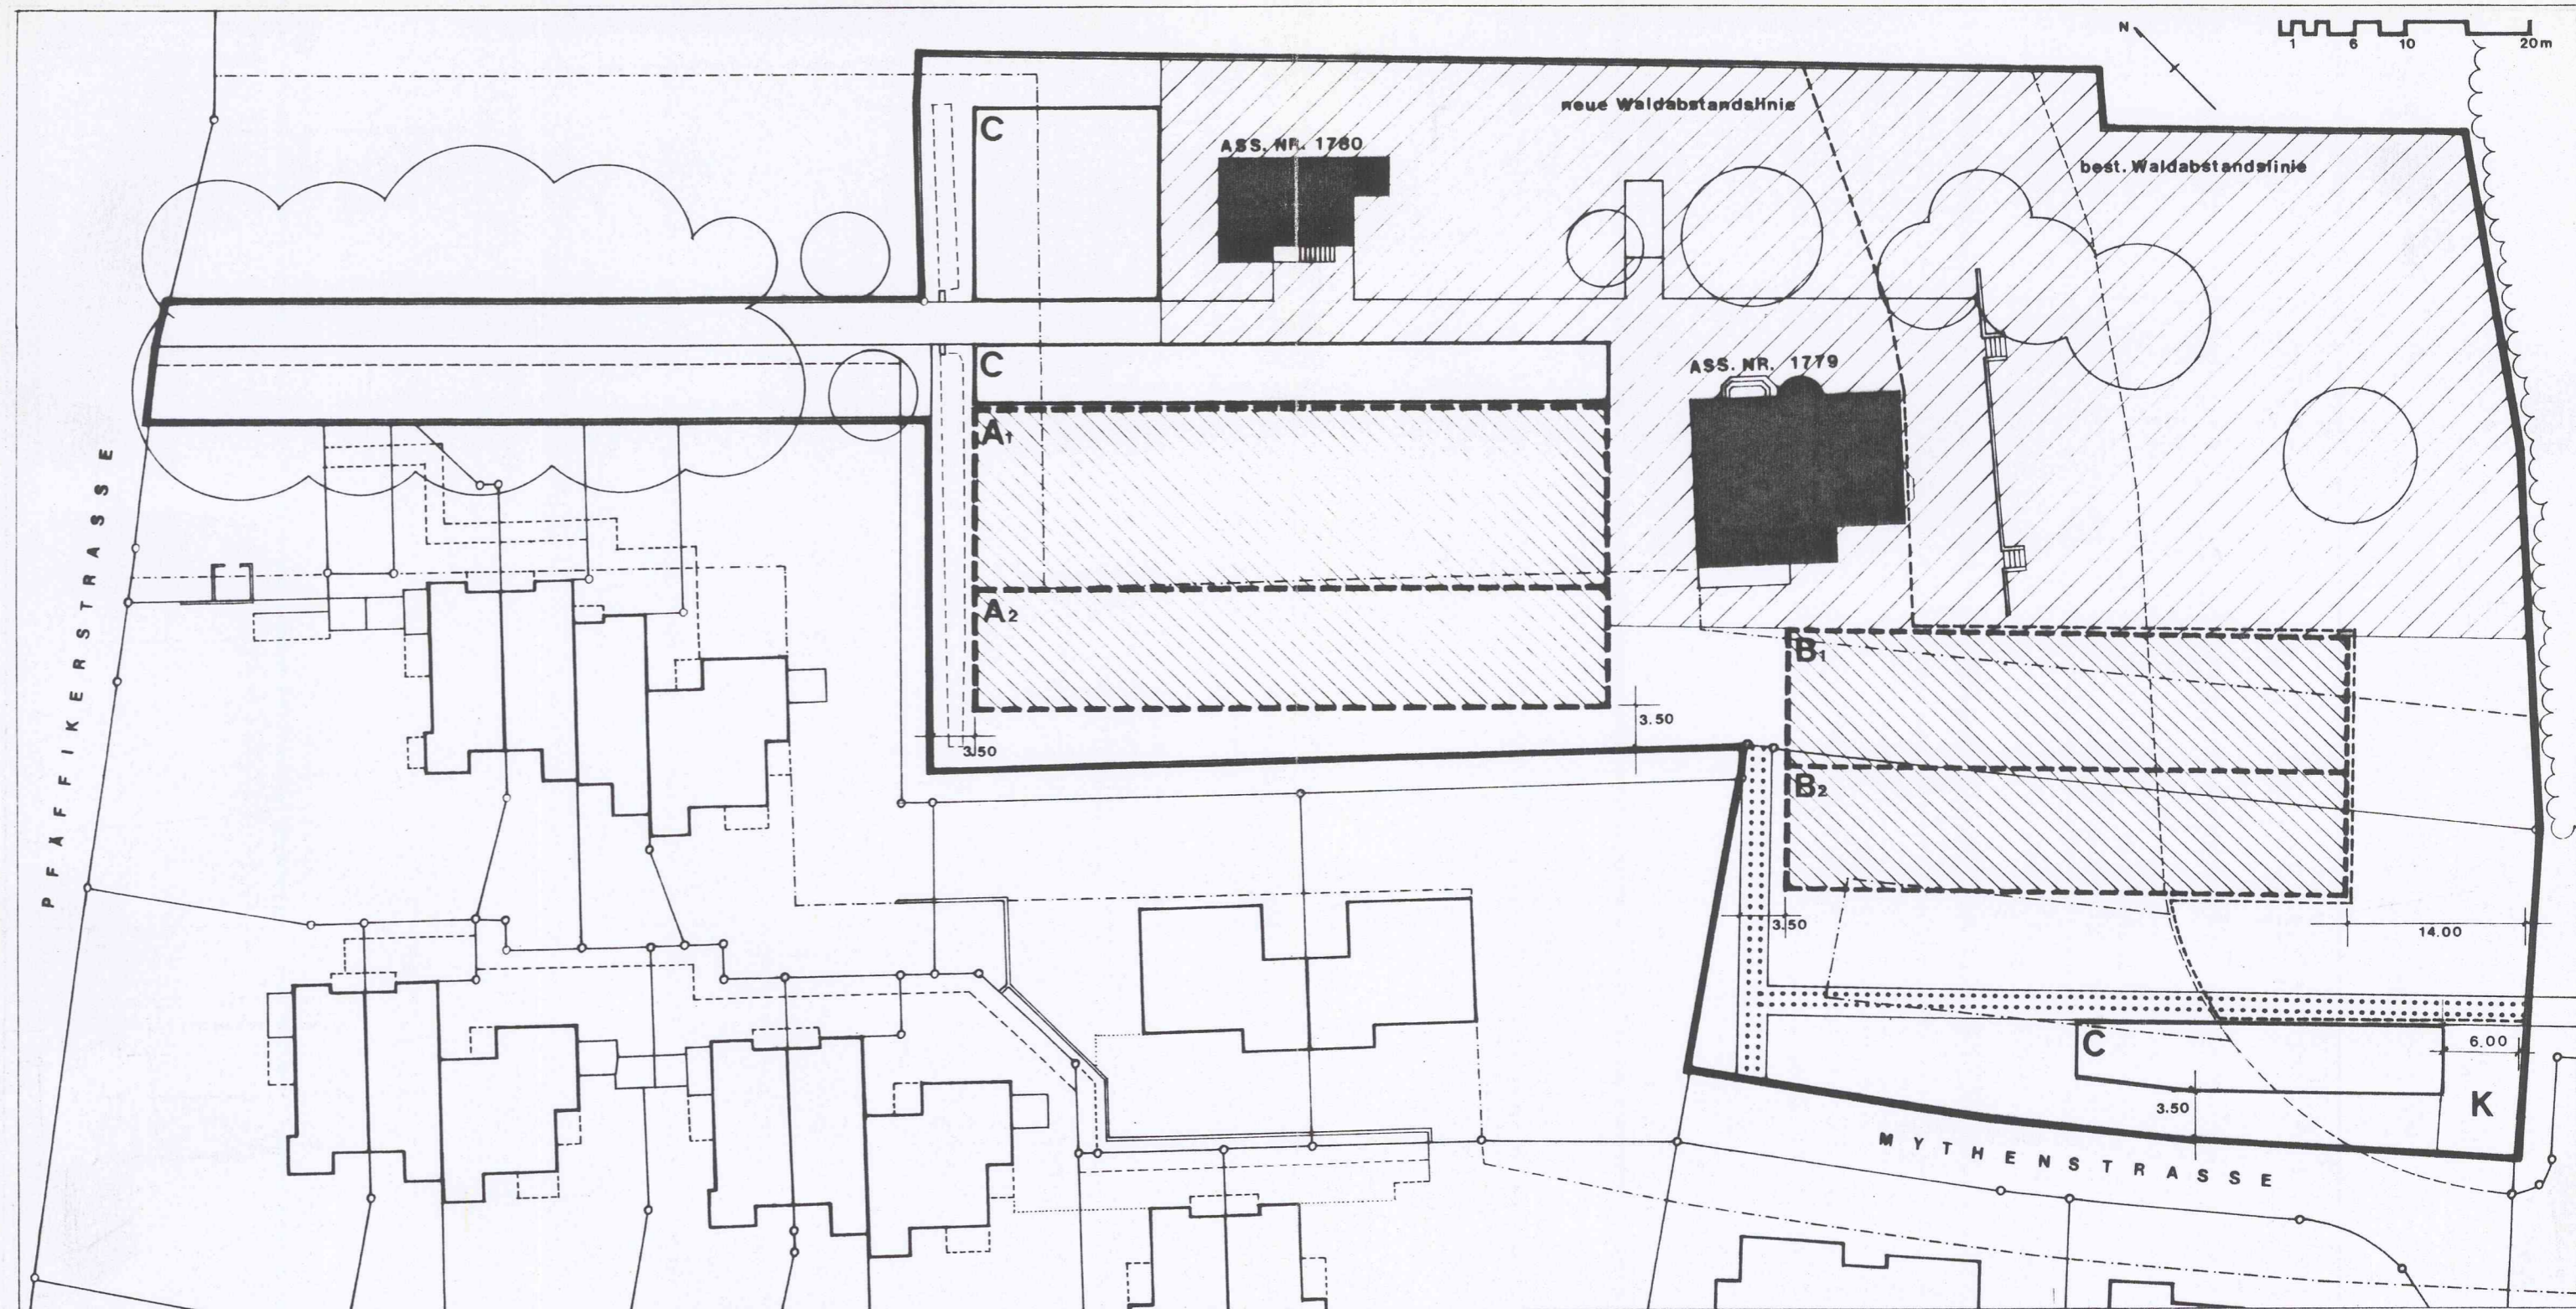 N
1 6 10 20m
neue Waldabstandslinie
C
ASS. NR. 1760
best. Waldabstandslinie
C
ASS. NR. 1779
A1
PFÄFFIKERSTRASSE
A2
B1
3.50
3.50
B2
3.50
14.00
C
6.00
3.50
K
MYTHENSTRASSE